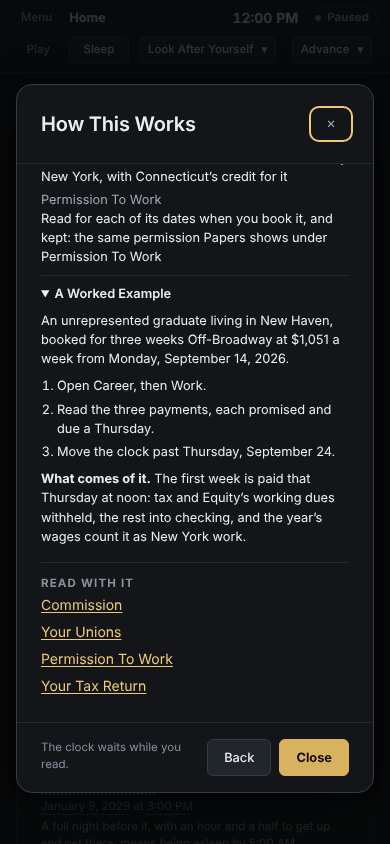 Menu Home 12:00 PM Paused
Play Sleep Look After Yourself Advance
How This Works
×
New York, with Connecticut’s credit for it
Permission To Work
Read for each of its dates when you book it, and
kept: the same permission Papers shows under
Permission To Work
A Worked Example
An unrepresented graduate living in New Haven,
booked for three weeks Off-Broadway at $1,051 a
week from Monday, September 14, 2026.
1. Open Career, then Work.
2. Read the three payments, each promised and
due a Thursday.
3. Move the clock past Thursday, September 24.
What comes of it. The first week is paid that
Thursday at noon: tax and Equity’s working dues
withheld, the rest into checking, and the year’s
wages count it as New York work.
READ WITH IT
Commission
Your Unions
Permission To Work
Your Tax Return
The clock waits while you
read.
Back
Close
January 9, 2029 at 3:00 PM
A full night before it, with an hour and a half to get up